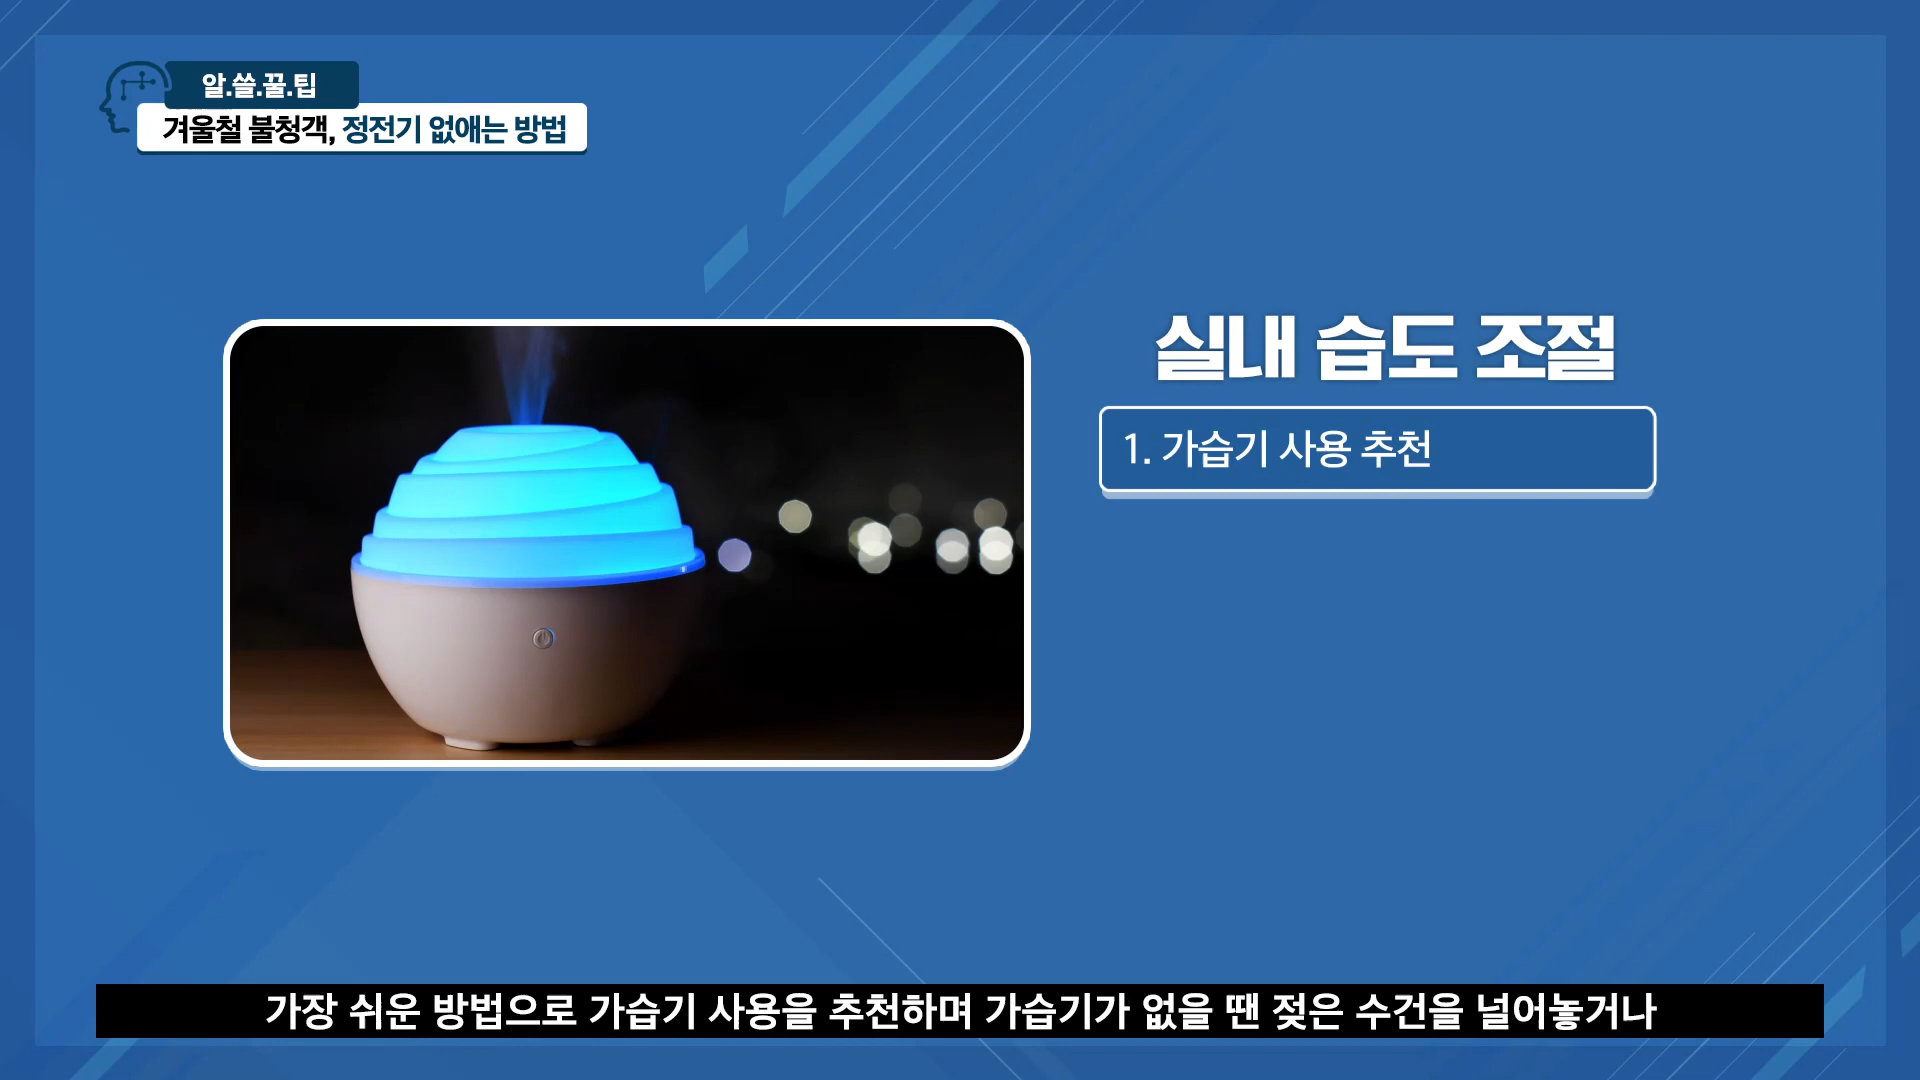 알.쓸.꿀.팁
겨울철 불청객, 정전기 없애는 방법
실내 습도 조절
1. 가습기 사용 추천
가장 쉬운 방법으로 가습기 사용을 추천하며 가습기가 없을 땐 젖은 수건을 널어놓거나